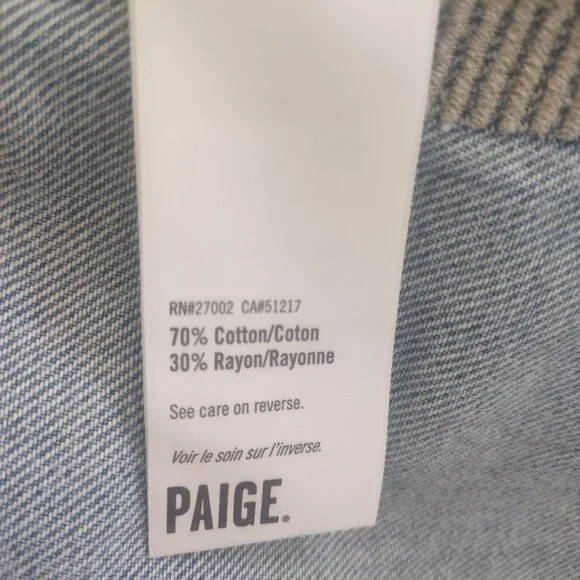 RN#27002 CA#51217
70% Cotton/Coton
30% Rayon/Rayonne
See care on reverse.
Voir le soin sur l'inverse.
PAIGE®